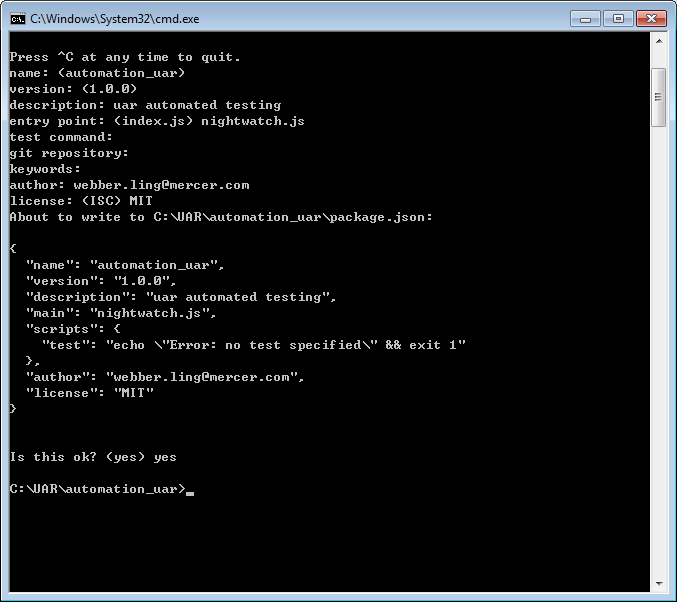 C:\Windows\System32\cmd.exe
Press ^C at any time to quit.
name: (automation_uar)
version: (1.0.0)
description: uar automated testing
entry point: (index.js) nightwatch.js
test command:
git repository:
keywords:
author: webber.ling@mercer.com
license: (ISC) MIT
About to write to C:\UAR\automation_uar\package.json:
{
  "name": "automation_uar",
  "version": "1.0.0",
  "description": "uar automated testing",
  "main": "nightwatch.js",
  "scripts": {
    "test": "echo \"Error: no test specified\" && exit 1"
  },
  "author": "webber.ling@mercer.com",
  "license": "MIT"
}
Is this ok? (yes) yes
C:\UAR\automation_uar>